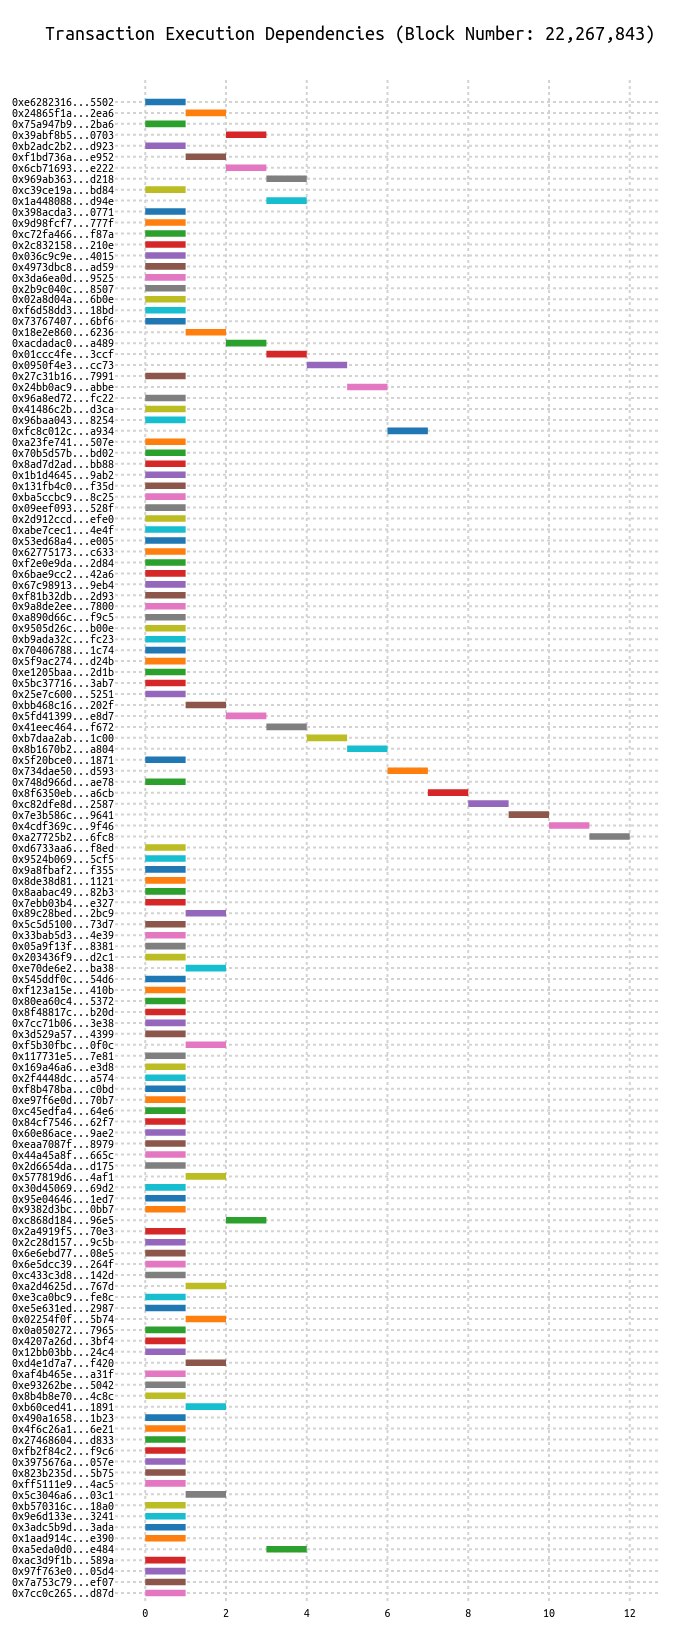 Transaction Execution Dependencies (Block Number: 22,267,843)
0xe6282316...5502
0x24865f1a...2ea6
0x75a947b9...2ba6
0x39abf8b5...0703
0xb2adc2b2...d923
0xf1bd736a...e952
0x6cb71693...e222
0x969ab363...d218
0xc39ce19a...bd84
0x1a448088...d94e
0x398acda3...0771
0x9d98fcf7...777f
0xc72fa466...f87a
0x2c832158...210e
0x036c9c9e...4015
0x4973dbc8...ad59
0x3da6ea0d...9525
0x2b9c040c...8507
0x02a8d04a...6b0e
0xf6d58dd3...18bd
0x73767407...6bf6
0x18e2e860...6236
0xacdadac0...a489
0x01ccc4fe...3ccf
0x0950f4e3...cc73
0x27c31b16...7991
0x24bb0ac9...abbe
0x96a8ed72...fc22
0x41486c2b...d3ca
0x96baa043...8254
0xfc8c012c...a934
0xa23fe741...507e
0x70b5d57b...bd02
0x8ad7d2ad...bb88
0x1b1d4645...9ab2
0x131fb4c0...f35d
0xba5ccbc9...8c25
0x09eef093...528f
0x2d912ccd...efe0
0xabe7cec1...4e4f
0x53ed68a4...e005
0x62775173...c633
0xf2e0e9da...2d84
0x6bae9cc2...42a6
0x67c98913...9eb4
0xf81b32db...2d93
0x9a8de2ee...7800
0xa890d66c...f9c5
0x9505d26c...b00e
0xb9ada32c...fc23
0x70406788...1c74
0x5f9ac274...d24b
0xe1205baa...2d1b
0x5bc37716...3ab7
0x25e7c600...5251
0xbb468c16...202f
0x5fd41399...e8d7
0x41eec464...f672
0xb7daa2ab...1c00
0x8b1670b2...a804
0x5f20bce0...1871
0x734dae50...d593
0x748d966d...ae78
0x8f6350eb...a6cb
0xc82dfe8d...2587
0x7e3b586c...9641
0x4cdf369c...9f46
0xa27725b2...6fc8
0xd6733aa6...f8ed
0x9524b069...5cf5
0x9a8fbaf2...f355
0x8de38d81...1121
0x8aabac49...82b3
0x7ebb03b4...e327
0x89c28bed...2bc9
0x5c5d5100...73d7
0x33bab5d3...4e39
0x05a9f13f...8381
0x203436f9...d2c1
0xe70de6e2...ba38
0x545ddf0c...54d6
0xf123a15e...410b
0x80ea60c4...5372
0x8f48817c...b20d
0x7cc71b06...3e38
0x3d529a57...4399
0xf5b30fbc...0f0c
0x117731e5...7e81
0x169a46a6...e3d8
0x2f4448dc...a574
0xf8b478ba...c0bd
0xe97f6e0d...70b7
0xc45edfa4...64e6
0x84cf7546...62f7
0x60e86ace...9ae2
0xeaa7087f...8979
0x44a45a8f...665c
0x2d6654da...d175
0x577819d6...4af1
0x30d45069...69d2
0x95e04646...1ed7
0x9382d3bc...0bb7
0xc868d184...96e5
0x2a4919f5...70e3
0x2c28d157...9c5b
0x6e6ebd77...08e5
0x6e5dcc39...264f
0xc433c3d8...142d
0xa2d4625d...767d
0xe3ca0bc9...fe8c
0xe5e631ed...2987
0x02254f0f...5b74
0x0a050272...7965
0x4207a26d...3bf4
0x12bb03bb...24c4
0xd4e1d7a7...f420
0xaf4b465e...a31f
0xe93262be...5042
0x8b4b8e70...4c8c
0xb60ced41...1891
0x490a1658...1b23
0x4f6c26a1...6e21
0x27468604...d833
0xfb2f84c2...f9c6
0x3975676a...057e
0x823b235d...5b75
0xff5111e9...4ac5
0x5c3046a6...03c1
0xb570316c...18a0
0x9e6d133e...3241
0x3adc5b9d...3ada
0x1aad914c...e390
0xa5eda0d0...e484
0xac3d9f1b...589a
0x97f763e0...05d4
0x7a753c79...ef07
0x7cc0c265...d87d
0 2 4 6 8 10 12